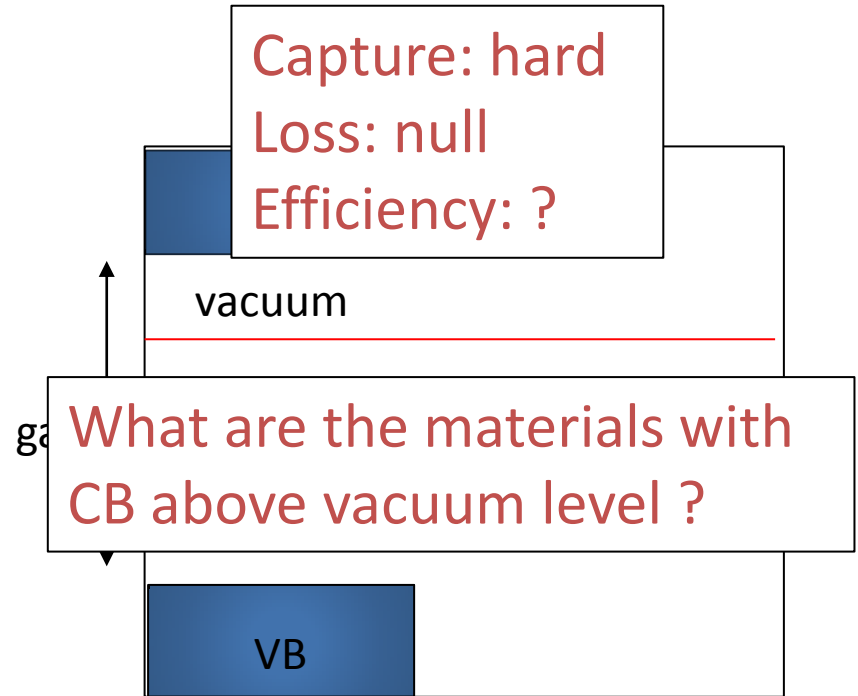 Capture: hard
Loss: null
Efficiency: ?
vacuum
What are the materials with
CB above vacuum level ?
VB